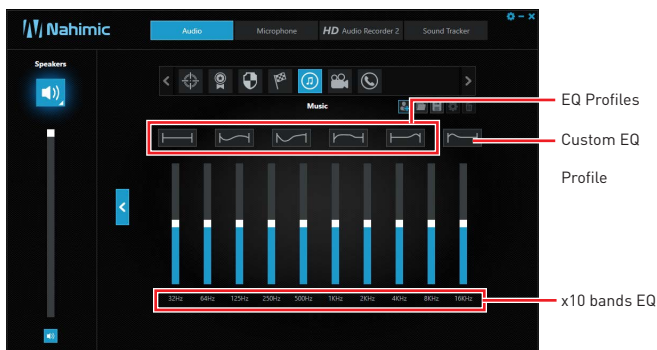 Nahimic
Audio
Microphone
HD Audio Recorder 2
Sound Tracker
Speakers
Music
EQ Profiles
Custom EQ
Profile
32Hz 64Hz 125Hz 250Hz 500Hz 1KHz 2KHz 4KHz 8KHz 16KHz
x10 bands EQ